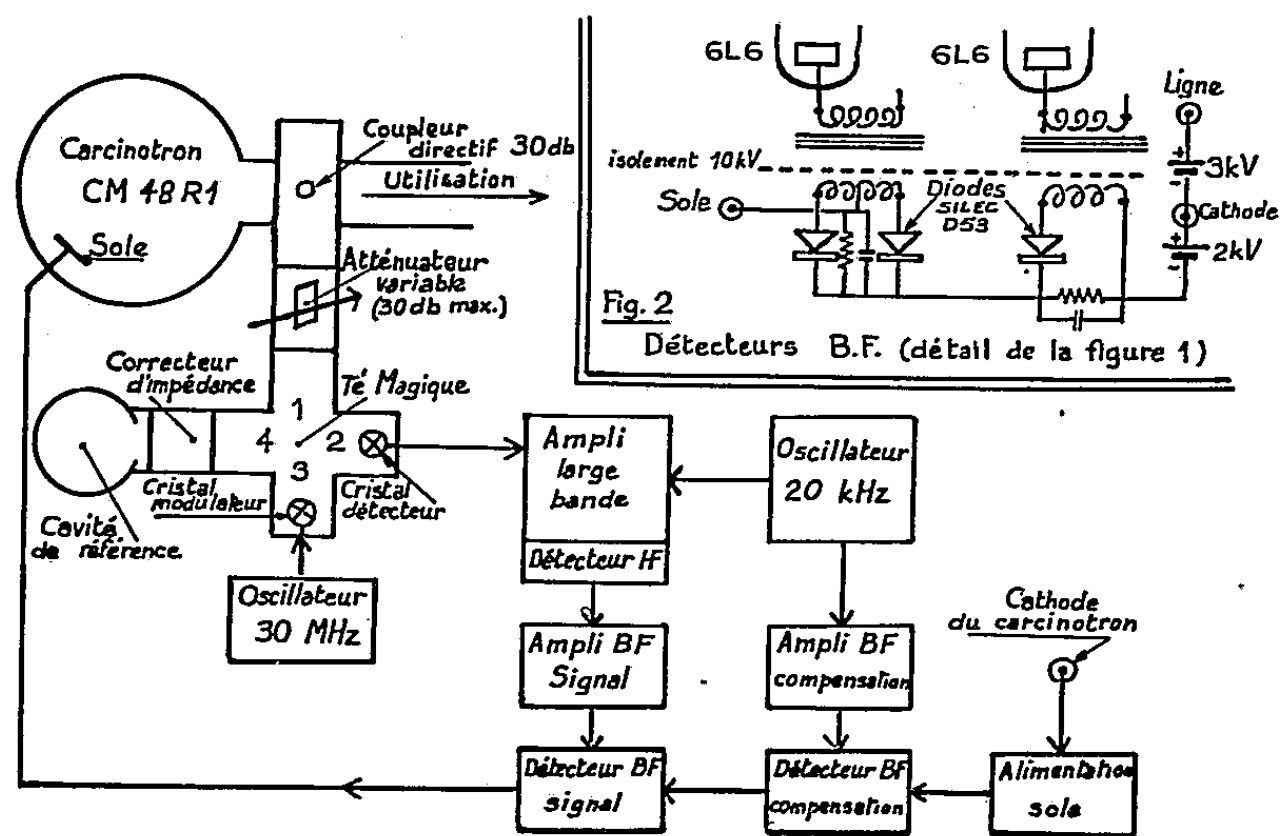 Carcinotron
CM 48 R1
Sole
Coupleur
directif 30 db
Utilisation
Atténuateur
variable
(30 db max.)
Correcteur
d'impédance
Té Magique
1
4
2
3
Cristal
modulateur
Cristal
détecteur
Cavité
de référence
Oscillateur
30 MHz
Ampli
large
bande
Détecteur HF
Oscillateur
20 kHz
Ampli BF
Signal
Ampli BF
compensation
Cathode
du carcinotron
Détecteur BF
signal
Détecteur BF
compensation
Alimentation
sole
6L6
6L6
Ligne
isolement 10kV
+
3kV
-
Sole
Diodes
SILEC
D53
Cathode
+
2kV
-
Fig. 2
Détecteurs B.F. (détail de la figure 1)